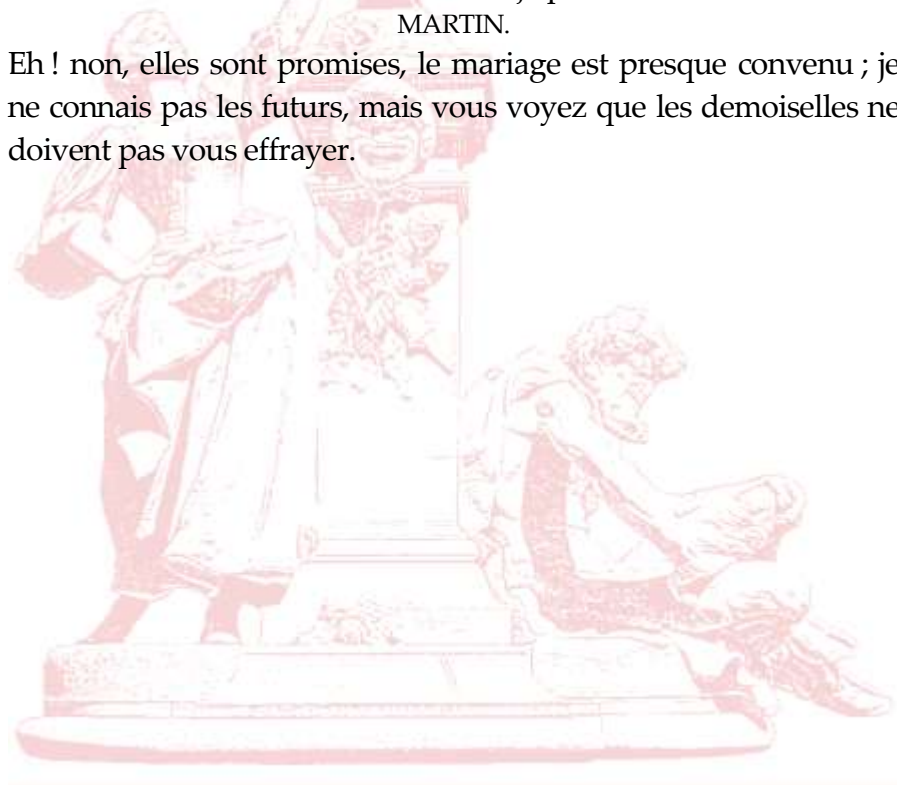 MARTIN.
Eh ! non, elles sont promises, le mariage est presque convenu ; je
ne connais pas les futurs, mais vous voyez que les demoiselles ne
doivent pas vous effrayer.